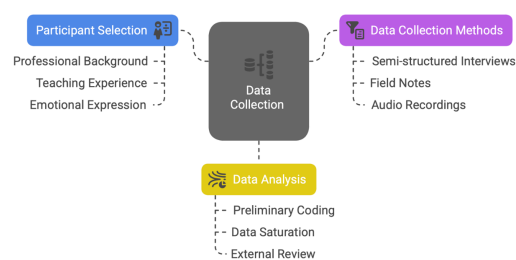 Participant Selection
Professional Background
Teaching Experience
Emotional Expression
Data
Collection
Data Collection Methods
Semi-structured Interviews
Field Notes
Audio Recordings
Data Analysis
Preliminary Coding
Data Saturation
External Review